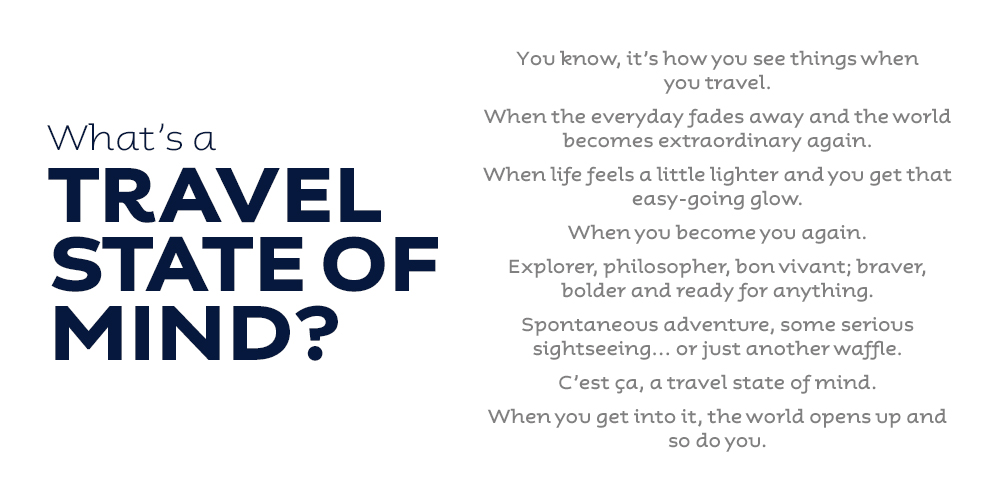 What's a
TRAVEL
STATE OF
MIND?
You know, it's how you see things when
you travel.
When the everyday fades away and the world
becomes extraordinary again.
When life feels a little lighter and you get that
easy-going glow.
When you become you again.
Explorer, philosopher, bon vivant; braver,
bolder and ready for anything.
Spontaneous adventure, some serious
sightseeing... or just another waffle.
C'est ça, a travel state of mind.
When you get into it, the world opens up and
so do you.